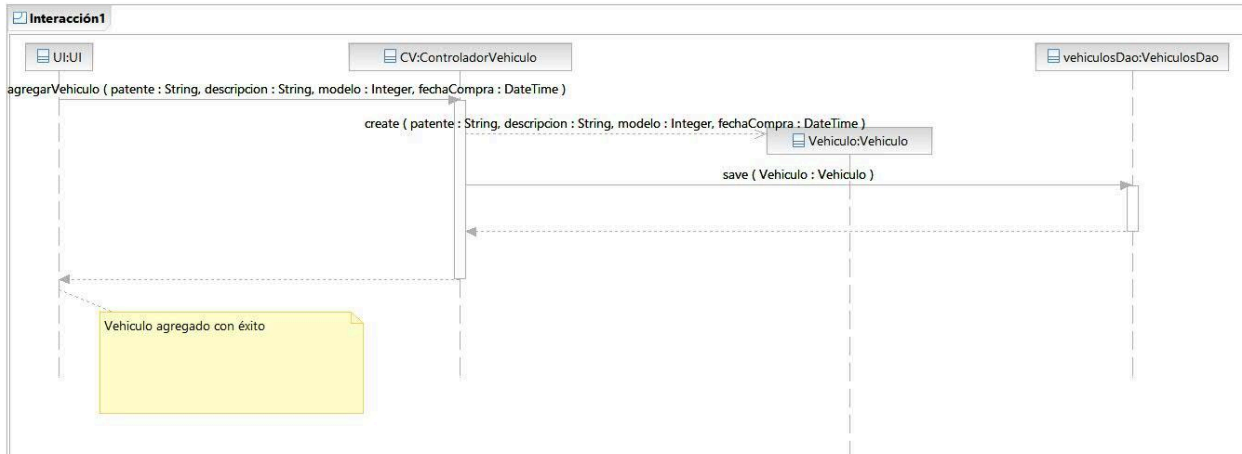 Interacción1
UI:UI
CV:ControladorVehiculo
vehiculosDao:VehiculosDao
agregarVehiculo ( patente : String, descripcion : String, modelo : Integer, fechaCompra : DateTime )
create ( patente : String, descripcion : String, modelo : Integer, fechaCompra : DateTime )
Vehiculo:Vehiculo
save ( Vehiculo : Vehiculo )
Vehiculo agregado con éxito